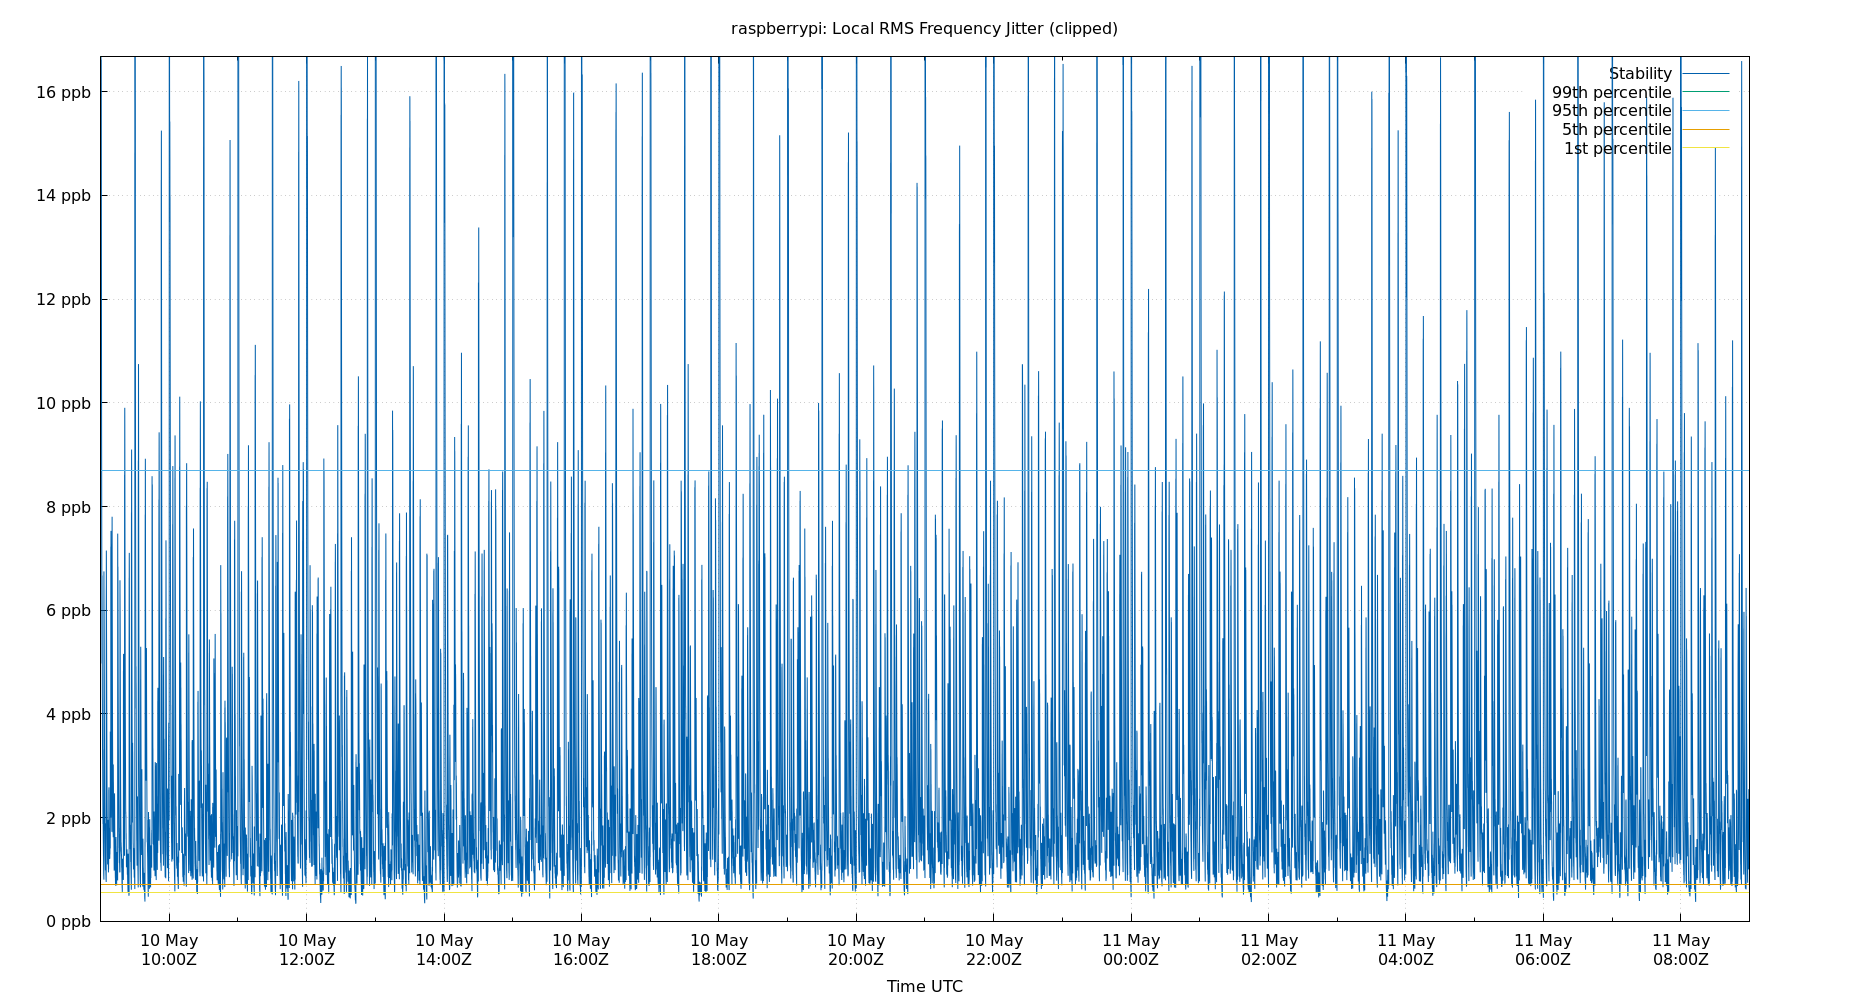 raspberrypi: Local RMS Frequency Jitter (clipped)
Stability
99th percentile
95th percentile
5th percentile
1st percentile
16 ppb
14 ppb
12 ppb
10 ppb
8 ppb
6 ppb
4 ppb
2 ppb
0 ppb
10 May 10 May 10 May 10 May 10 May 10 May 10 May 11 May 11 May 11 May 11 May 11 May
10:00Z 12:00Z 14:00Z 16:00Z 18:00Z 20:00Z 22:00Z 00:00Z 02:00Z 04:00Z 06:00Z 08:00Z
Time UTC